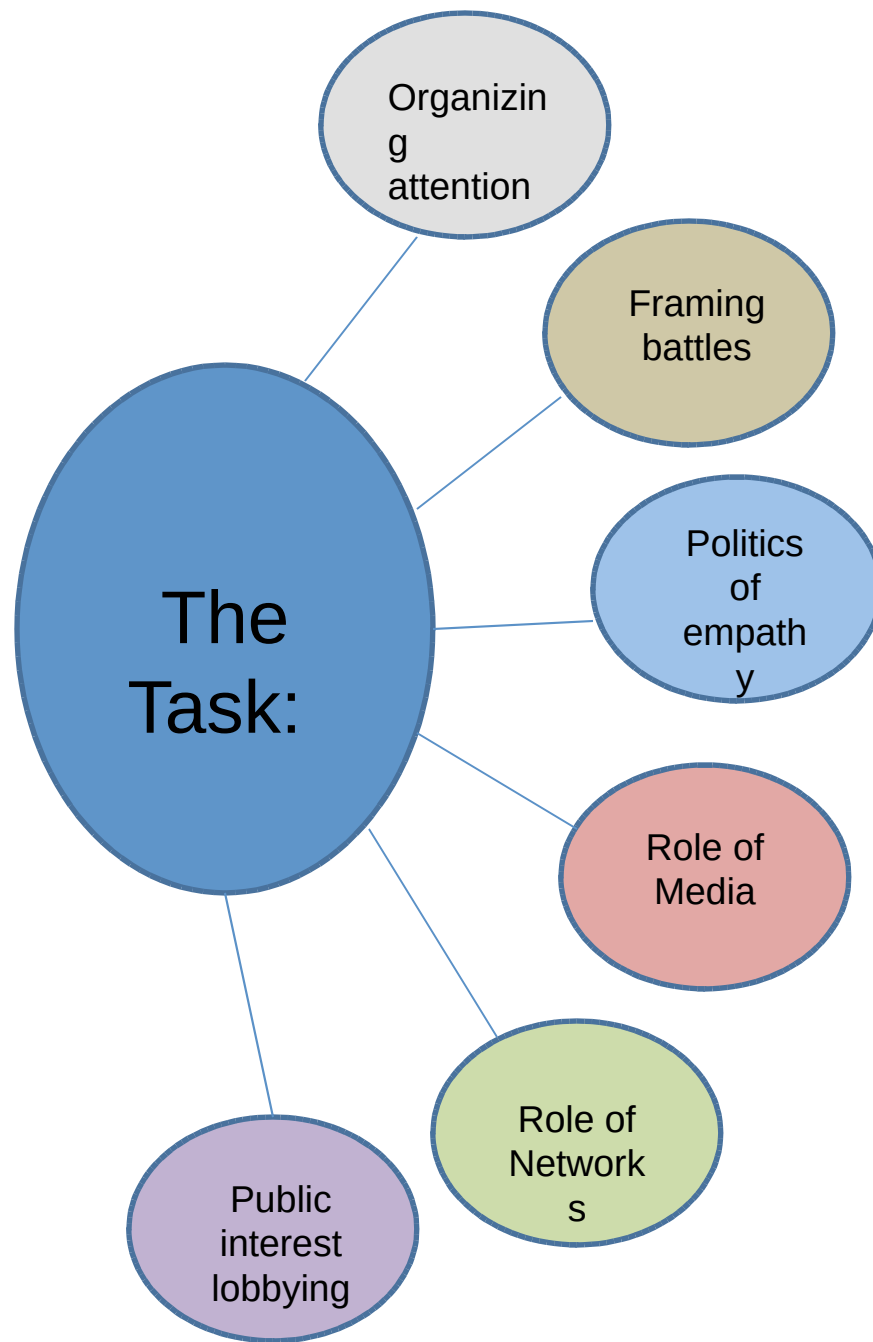 Organizin
g
attention
Framing
battles
Politics
of
empath
y
The
Task:
Role of
Media
Role of
Network
s
Public
interest
lobbying